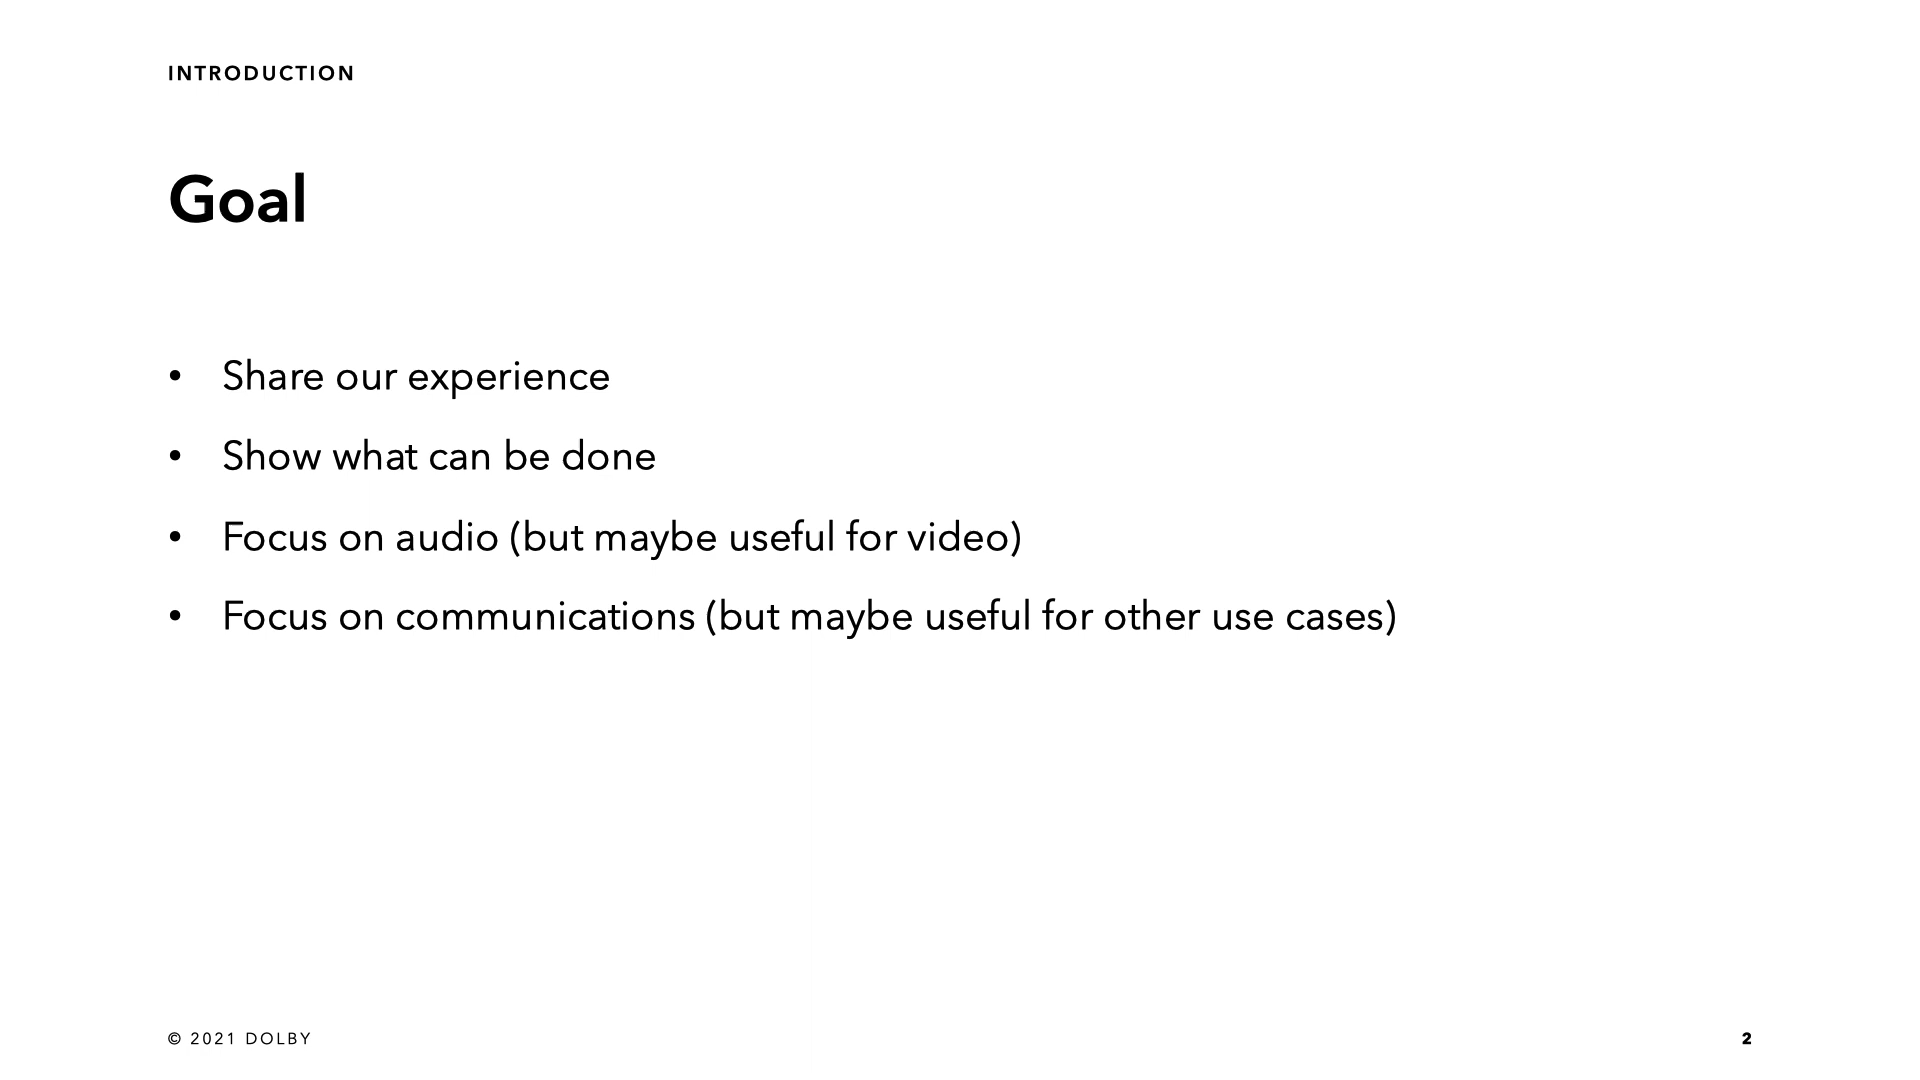 INTRODUCTION
Goal
• Share our experience
• Show what can be done
• Focus on audio (but maybe useful for video)
• Focus on communications (but maybe useful for other use cases)
© 2021 DOLBY
2